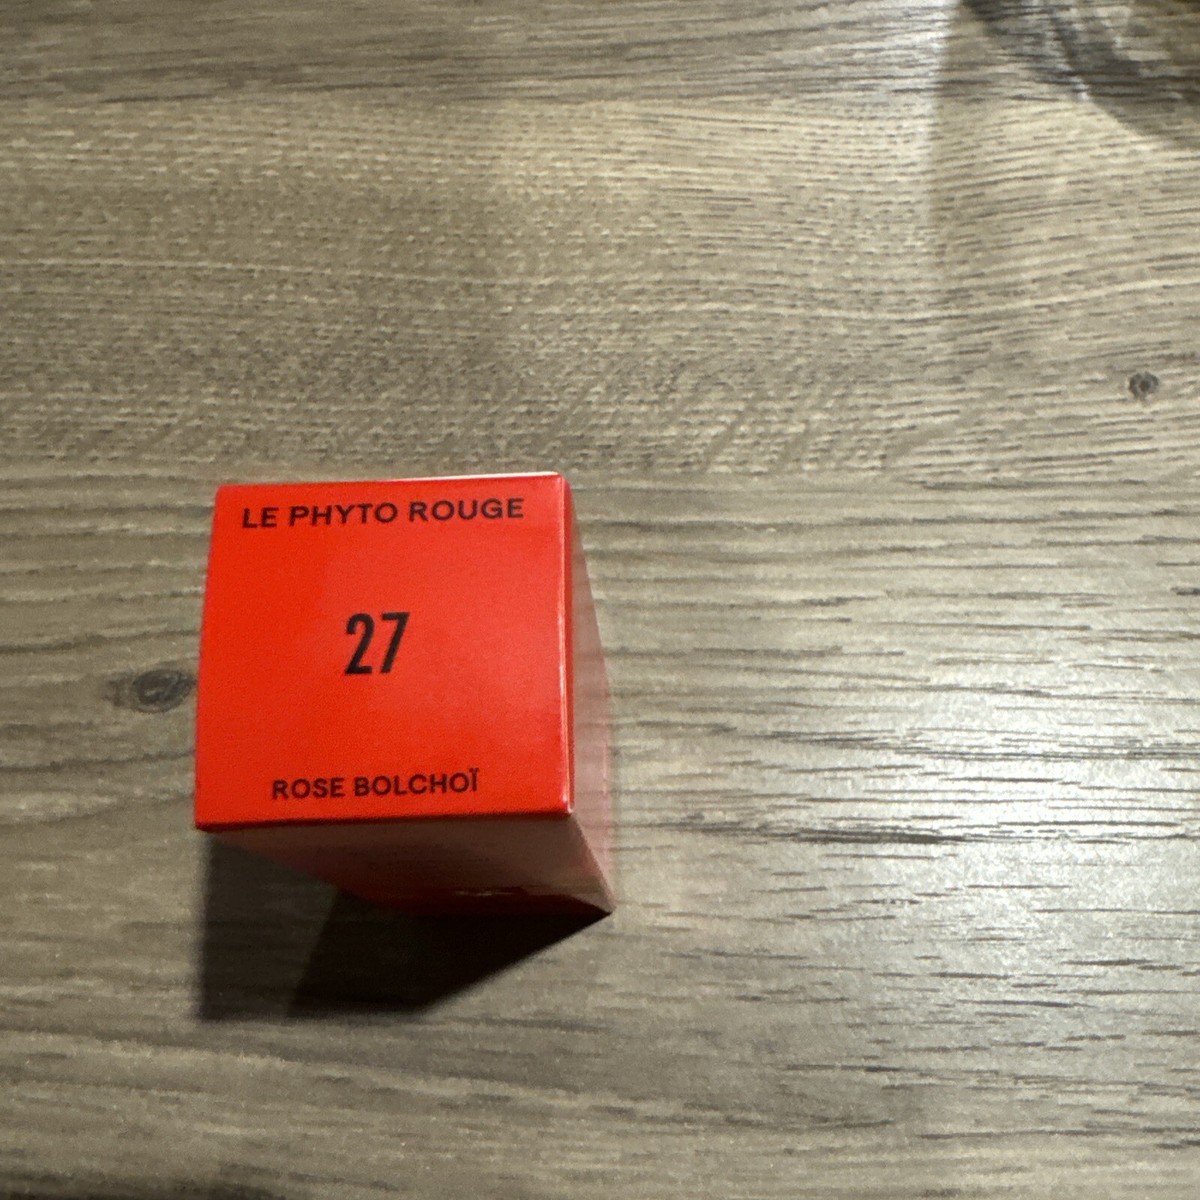 LE PHYTO ROUGE
27
ROSE BOLCHOÏ